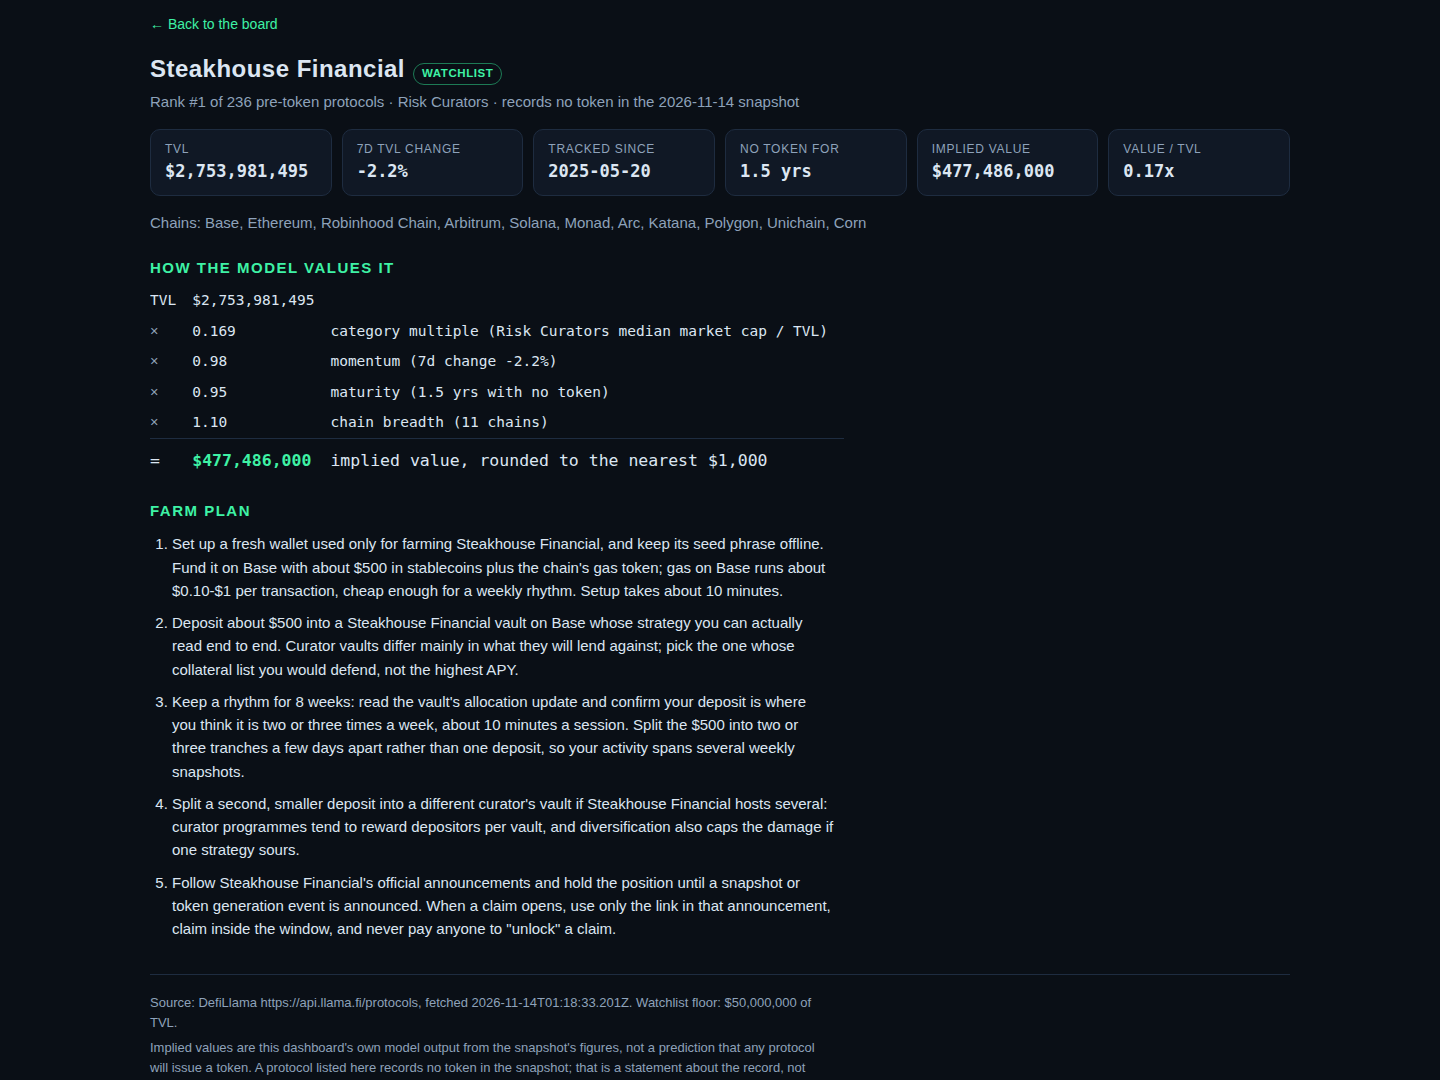 ← Back to the board
Steakhouse Financial WATCHLIST
Rank #1 of 236 pre-token protocols · Risk Curators · records no token in the 2026-11-14 snapshot
TVL
$2,753,981,495
7D TVL CHANGE
-2.2%
TRACKED SINCE
2025-05-20
NO TOKEN FOR
1.5 yrs
IMPLIED VALUE
$477,486,000
VALUE / TVL
0.17x
Chains: Base, Ethereum, Robinhood Chain, Arbitrum, Solana, Monad, Arc, Katana, Polygon, Unichain, Corn
HOW THE MODEL VALUES IT
TVL $2,753,981,495
× 0.169 category multiple (Risk Curators median market cap / TVL)
× 0.98 momentum (7d change -2.2%)
× 0.95 maturity (1.5 yrs with no token)
× 1.10 chain breadth (11 chains)
= $477,486,000 implied value, rounded to the nearest $1,000
FARM PLAN
1. Set up a fresh wallet used only for farming Steakhouse Financial, and keep its seed phrase offline.
Fund it on Base with about $500 in stablecoins plus the chain's gas token; gas on Base runs about
$0.10-$1 per transaction, cheap enough for a weekly rhythm. Setup takes about 10 minutes.
2. Deposit about $500 into a Steakhouse Financial vault on Base whose strategy you can actually
read end to end. Curator vaults differ mainly in what they will lend against; pick the one whose
collateral list you would defend, not the highest APY.
3. Keep a rhythm for 8 weeks: read the vault's allocation update and confirm your deposit is where
you think it is two or three times a week, about 10 minutes a session. Split the $500 into two or
three tranches a few days apart rather than one deposit, so your activity spans several weekly
snapshots.
4. Split a second, smaller deposit into a different curator's vault if Steakhouse Financial hosts several:
curator programmes tend to reward depositors per vault, and diversification also caps the damage if
one strategy sours.
5. Follow Steakhouse Financial's official announcements and hold the position until a snapshot or
token generation event is announced. When a claim opens, use only the link in that announcement,
claim inside the window, and never pay anyone to "unlock" a claim.
Source: DefiLlama https://api.llama.fi/protocols, fetched 2026-11-14T01:18:33.201Z. Watchlist floor: $50,000,000 of
TVL.
Implied values are this dashboard's own model output from the snapshot's figures, not a prediction that any protocol
will issue a token. A protocol listed here records no token in the snapshot; that is a statement about the record, not